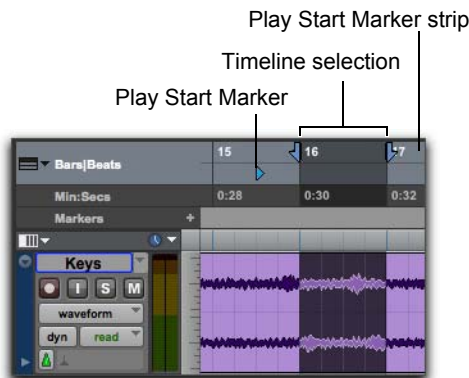 Play Start Marker strip
Timeline selection
Play Start Marker
Bars|Beats
15 16 17
Min:Secs
0:28 0:30 0:32
Markers +
Keys
I S M
waveform
dyn read